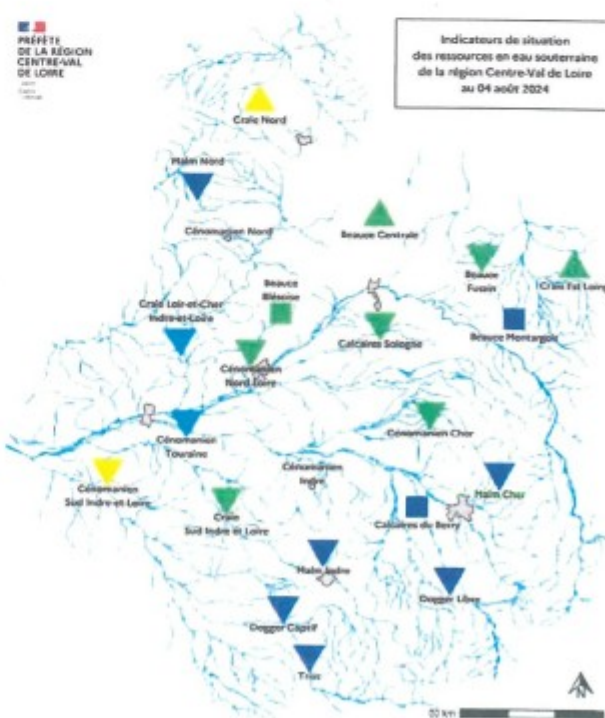 PRÉFÈTE
DE LA RÉGION
CENTRE-VAL
DE LOIRE
Indicateurs de situation
des ressources en eau souterraine
de la région Centre-Val de Loire
au 04 août 2024
Craie Nord
Malm Nord
Cénomanien Nord
Beauce Centrale
Beauce
Fusain
Craie Est Loing
Beauce
Blésoise
Craie Loir-et-Cher
Indre-et-Loire
Calcaires Sologne
Beauce Montargois
Cénomanien
Nord Loire
Cénomanien
Touraine
Cénomanien Cher
Cénomanien
Sud Indre et Loire
Cénomanien
Indre
Malm Cher
Craie
Sud Indre et Loire
Calcaires du Berry
Malm Indre
Dogger Libre
Dogger Captif
Trias
N
50 km